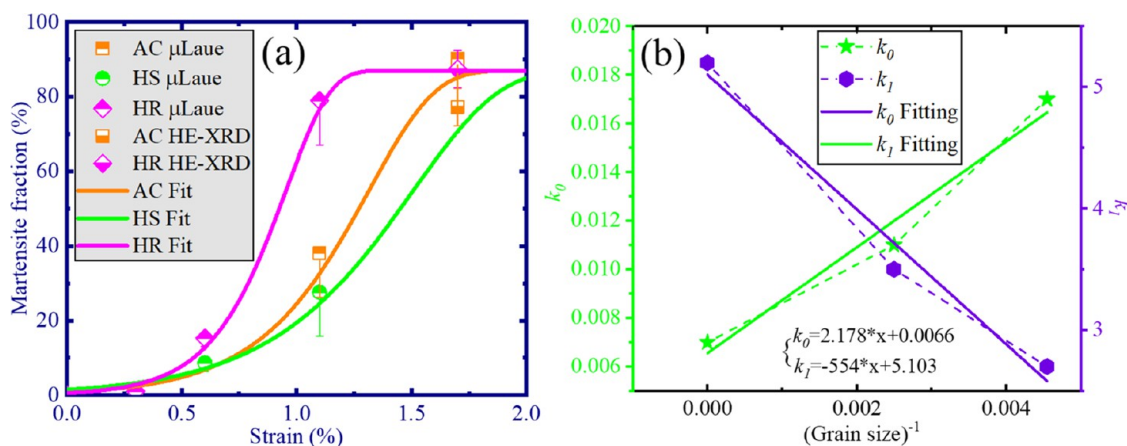 (a)
AC μLaue
HS μLaue
HR μLaue
AC HE-XRD
HR HE-XRD
AC Fit
HS Fit
HR Fit
Martensite fraction (%)
100
80
60
40
20
0
0.0 0.5 1.0 1.5 2.0
Strain (%)
(b)
k0
k1
k0 Fitting
k1 Fitting
k0
0.020
0.018
0.016
0.014
0.012
0.010
0.008
0.006
k1
5
4
3
k0=2.178*x+0.0066
k1=-554*x+5.103
0.000 0.002 0.004
(Grain size)-1